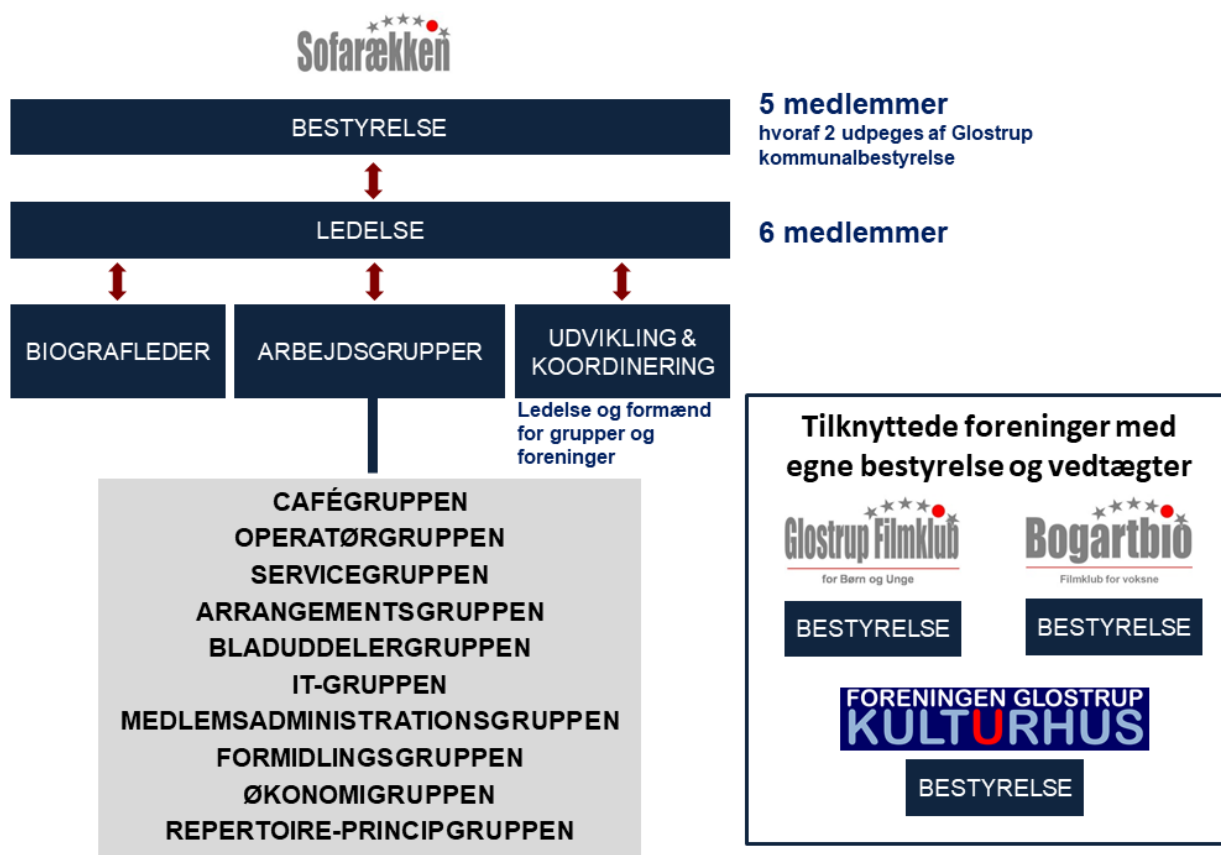 Sofarækken
BESTYRELSE
5 medlemmer
hvoraf 2 udpeges af Glostrup
kommunalbestyrelse
LEDELSE
6 medlemmer
BIOGRAFLEDER
ARBEJDSGRUPPER
UDVIKLING &
KOORDINERING
Ledelse og formænd
for grupper og
foreninger
CAFÉGRUPPEN
OPERATØRGRUPPEN
SERVICEGRUPPEN
ARRANGEMENTSGRUPPEN
BLADUDDELERGRUPPEN
IT-GRUPPEN
MEDLEMSADMINISTRATIONSGRUPPEN
FORMIDLINGSGRUPPEN
ØKONOMIGRUPPEN
REPERTOIRE-PRINCIPGRUPPEN
Tilknyttede foreninger med
egne bestyrelse og vedtægter
Glostrup Filmklub
for Børn og Unge
BESTYRELSE
Bogartbio
Filmklub for voksne
BESTYRELSE
FORENINGEN GLOSTRUP
KULTURHUS
BESTYRELSE